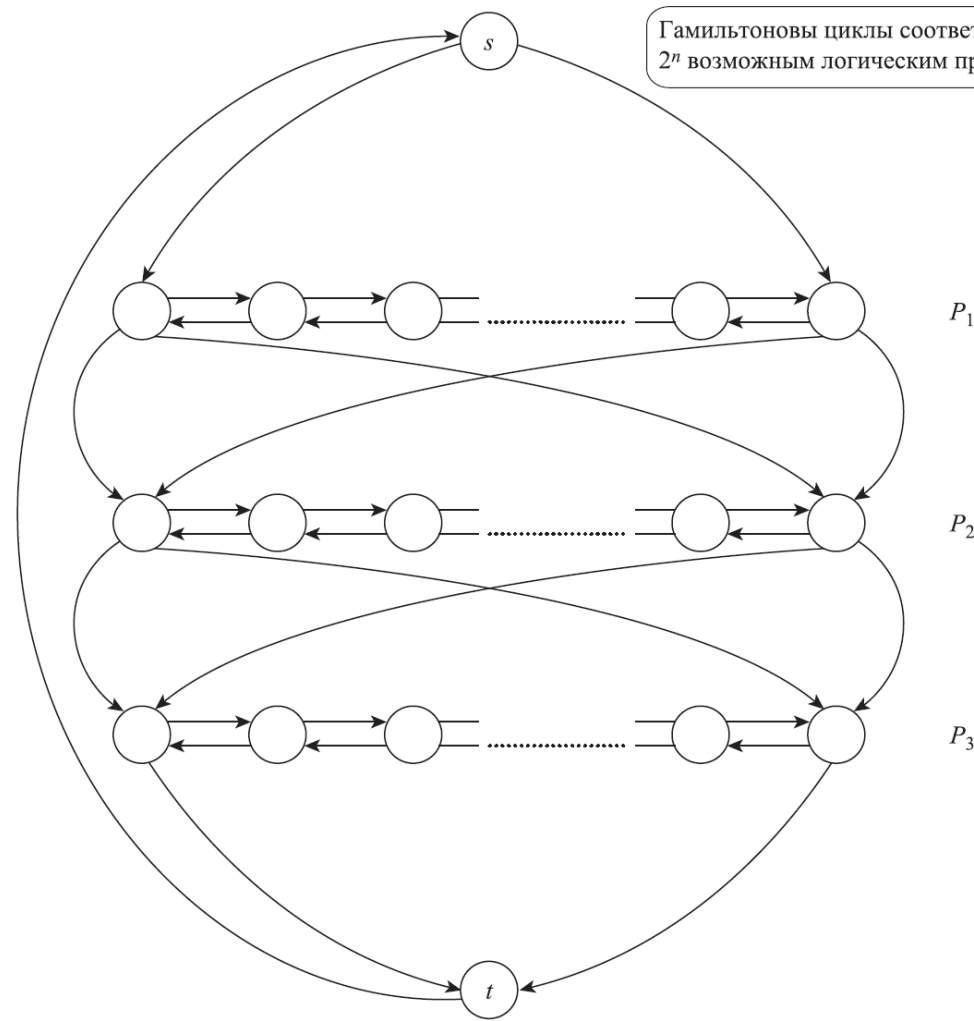 s
Гамильтоновы циклы соответ
2ⁿ возможным логическим пр
P₁
P₂
P₃
t